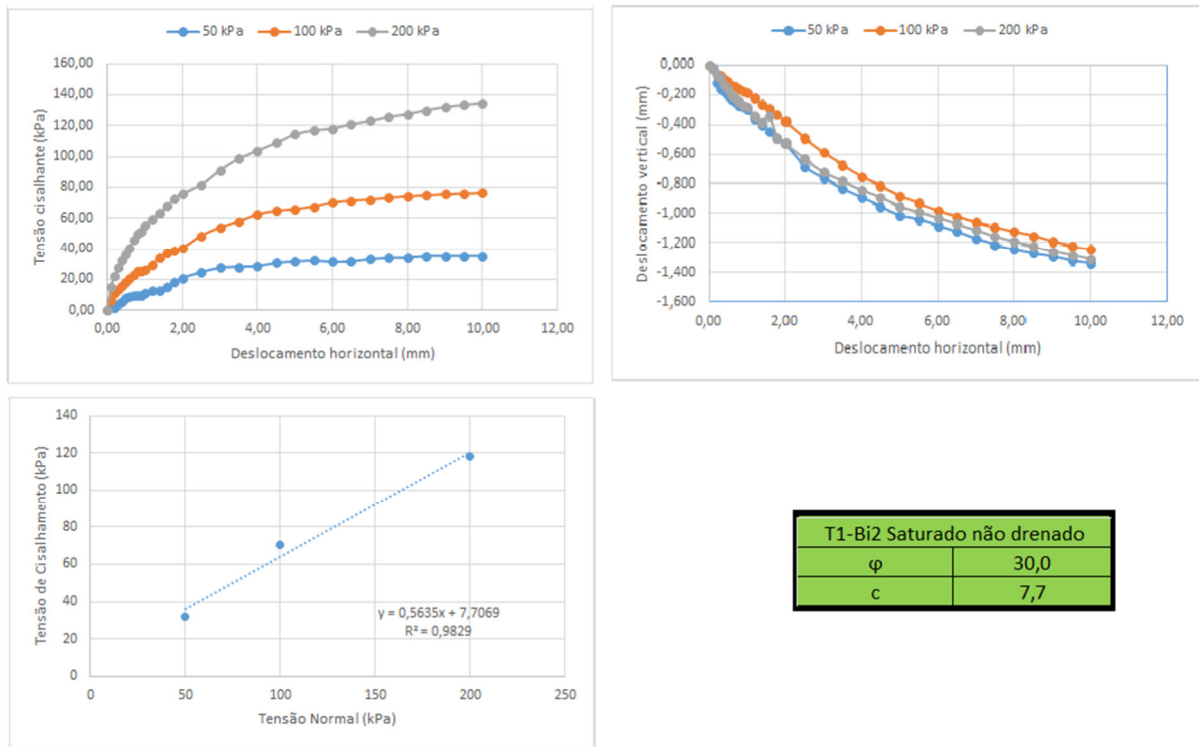 50 kPa 100 kPa 200 kPa
160,00
140,00
120,00
100,00
80,00
60,00
40,00
20,00
0,00
Tensão cisalhante (kPa)
0,00 2,00 4,00 6,00 8,00 10,00 12,00
Deslocamento horizontal (mm)
50 kPa 100 kPa 200 kPa
0,000
-0,200
-0,400
-0,600
-0,800
-1,000
-1,200
-1,400
-1,600
Deslocamento vertical (mm)
0,00 2,00 4,00 6,00 8,00 10,00 12,00
Deslocamento horizontal (mm)
140
120
100
80
60
40
20
0
Tensão de Cisalhamento (kPa)
y = 0,5635x + 7,7069
R² = 0,9829
0 50 100 150 200 250
Tensão Normal (kPa)
T1-Bi2 Saturado não drenado
φ 30,0
c 7,7